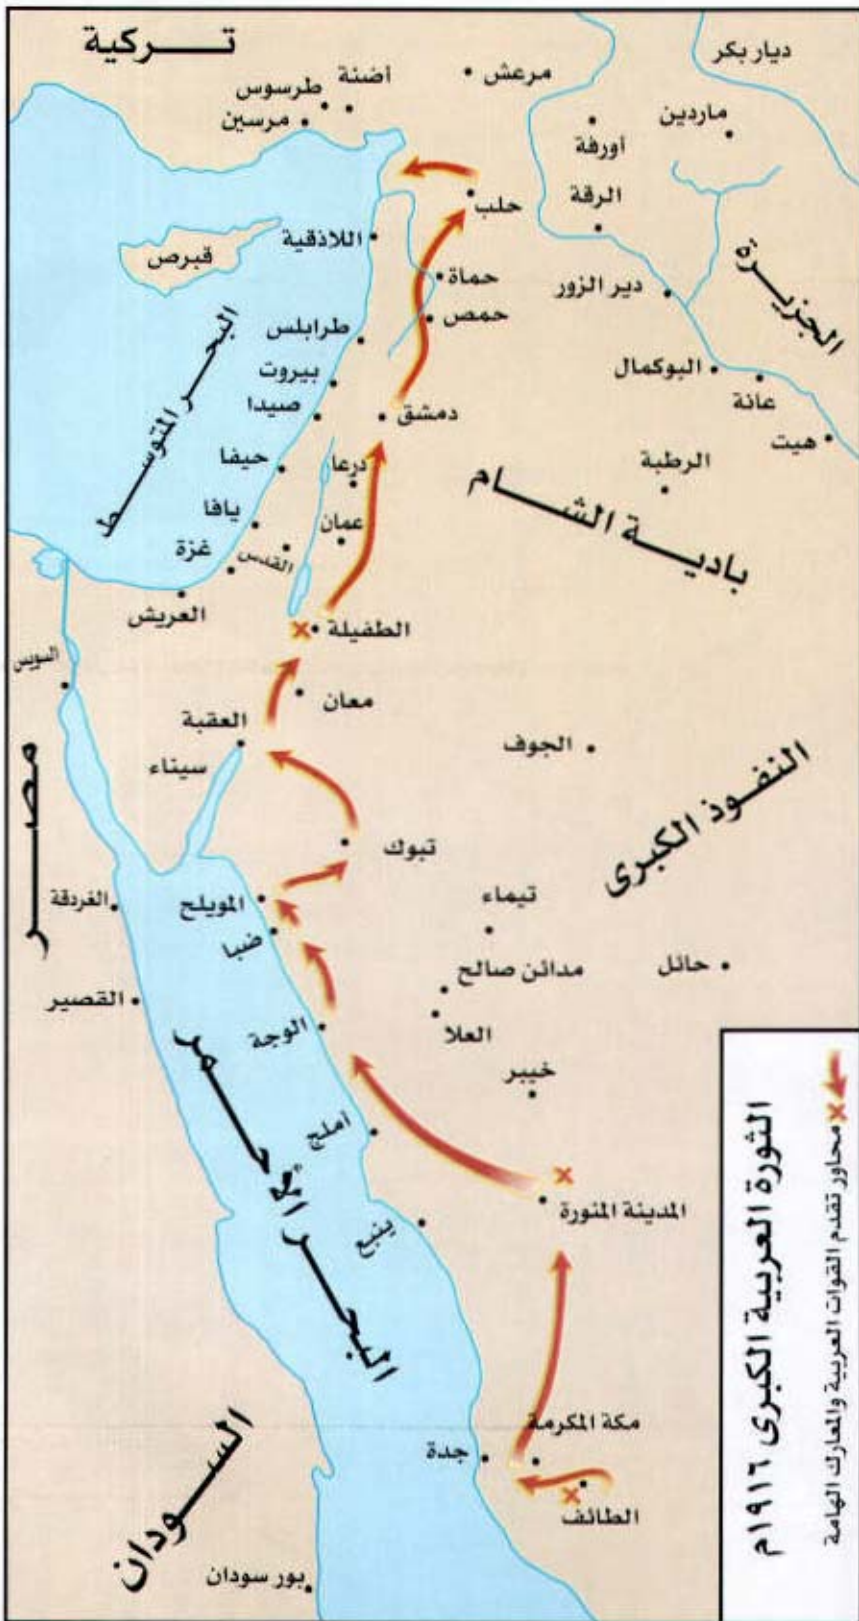 تركية
ديار بكر
مرعش
أضنة
طرسوس
مرسين
ماردين
أورفة
حلب
الرقة
اللاذقية
قبرص
حماة
دير الزور
الجزيرة
حمص
طرابلس
البحر المتوسط
بيروت
البوكمال
عانة
صيدا
دمشق
هيت
حيفا
درعا
الرطبة
بادية الشام
يافا
عمان
غزة
القدس
العريش
الطفيلة
السويس
معان
العقبة
سيناء
الجوف
مصر
النفوذ الكبرى
تبوك
الغردقة
المويلح
تيماء
ضبا
مدائن صالح
حائل
القصير
الوجة
العلا
خيبر
البحر الأحمر
أملج
المدينة المنورة
ينبع
مكة المكرمة
جدة
الطائف
السودان
بور سودان
الثورة العربية الكبرى ١٩١٦م
محاور تقدم القوات العربية والمعارك الهامة